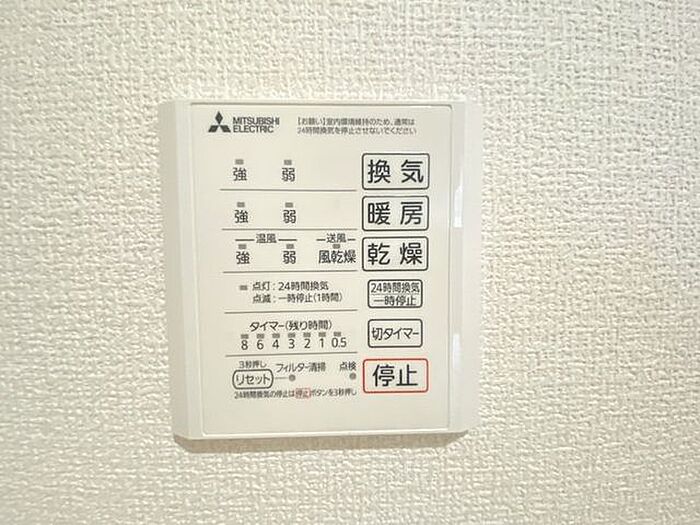 MITSUBISHI ELECTRIC
【お願い】室内環境維持のため、通常は
24時間換気を停止させないでください
強 弱 換気
強 弱 暖房
温風 送風
強 弱 風乾燥 乾燥
点灯:24時間換気
点滅:一時停止(1時間)
24時間換気
一時停止
タイマー(残り時間)
8 6 4 3 2 1 0.5
切タイマー
3秒押し
リセット フィルター清掃 点検
停止
24時間換気の停止は停止ボタンを3秒押し